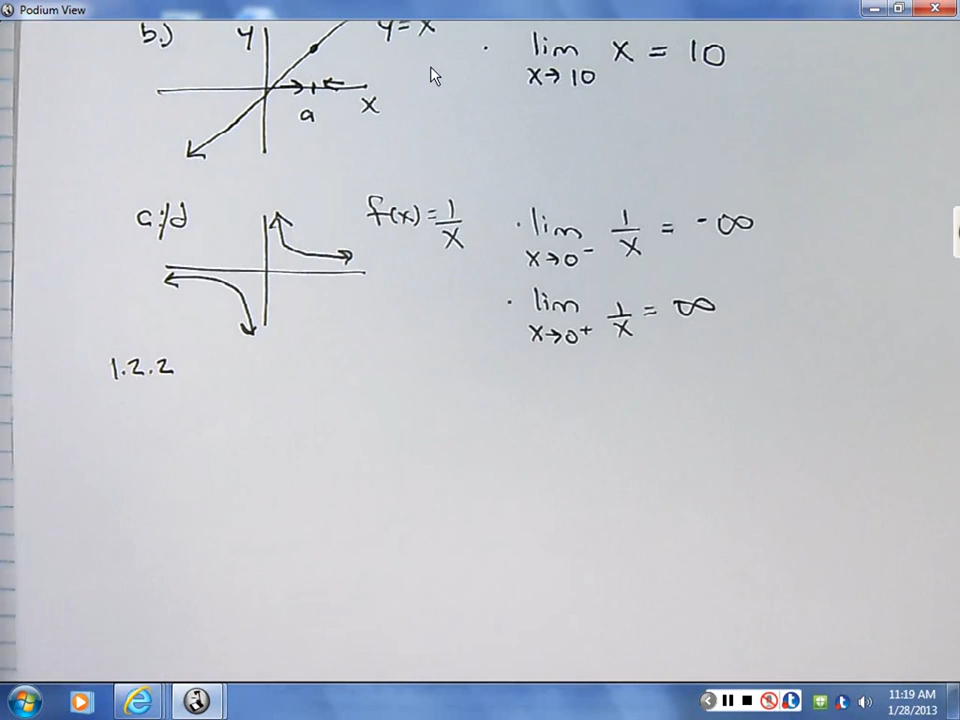 Podium View
b.) y y = x
a x
lim x = 10
x→10
c:/d f(x) = 1/x
lim 1/x = -∞
x→0⁻
lim 1/x = ∞
x→0⁺
1.2.2
11:19 AM
1/28/2013